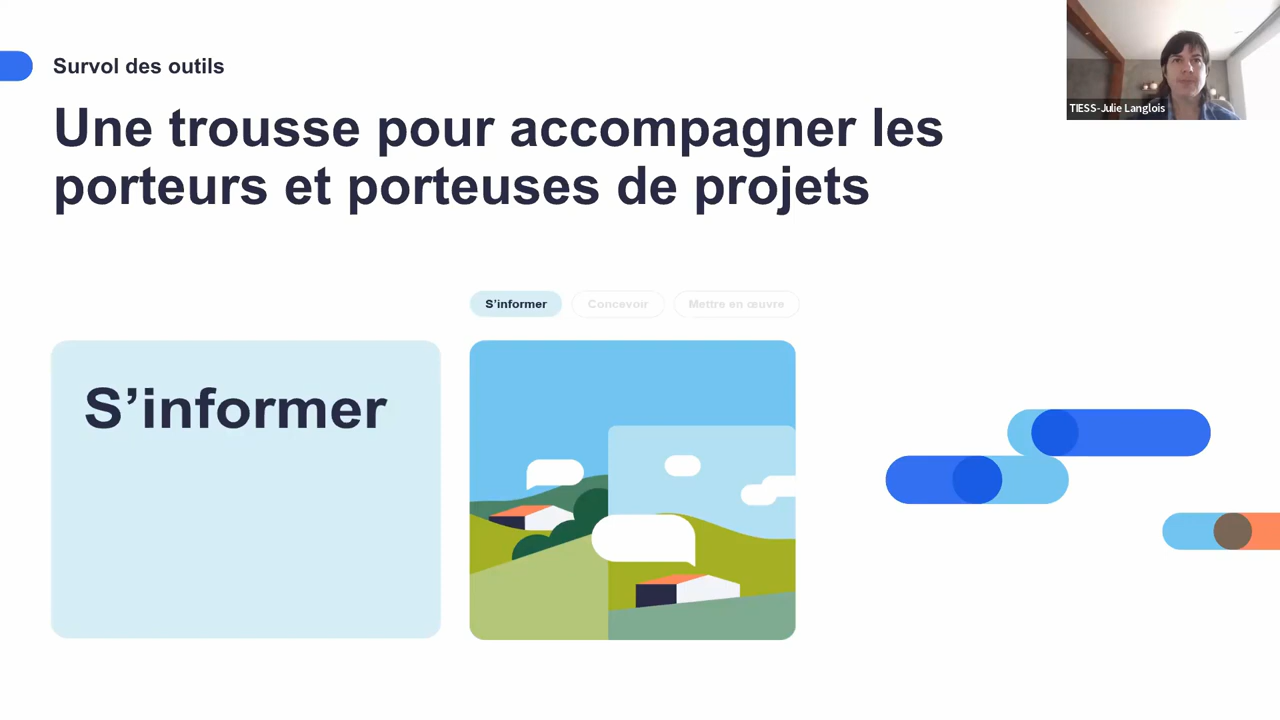 Survol des outils
Une trousse pour accompagner les
porteurs et porteuses de projets
TIESS-Julie Langlois
S'informer
Concevoir
Mettre en œuvre
S'informer